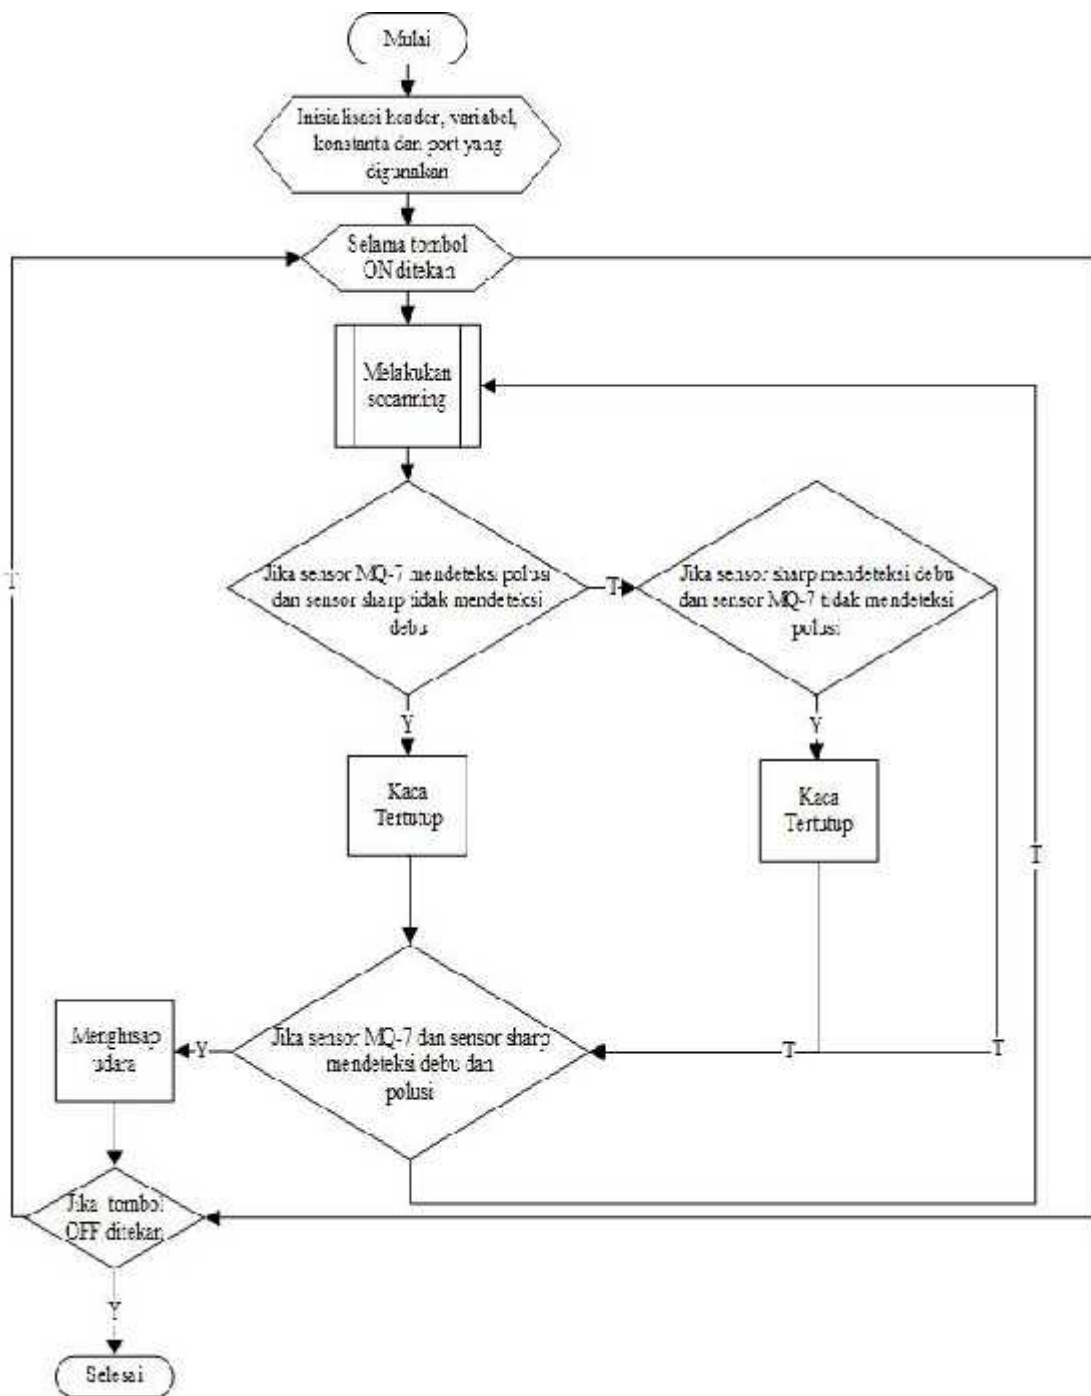 Mulai
Inisialisasi header, variabel,
konstanta dan port yang
digunakan
Selama tombol
ON ditekan
Melakukan
sccanning
Jika sensor MQ-7 mendeteksi polusi
dan sensor sharp tidak mendeteksi
debu
T
Jika sensor sharp mendeteksi debu
dan sensor MQ-7 tidak mendeteksi
polusi
T
Y
Y
Kaca
Tertutup
Kaca
Tertutup
T
Jika sensor MQ-7 dan sensor sharp
mendeteksi debu dan
polusi
Menghisap
udara
Y
T
T
Jika tombol
OFF ditekan
Y
Selesai